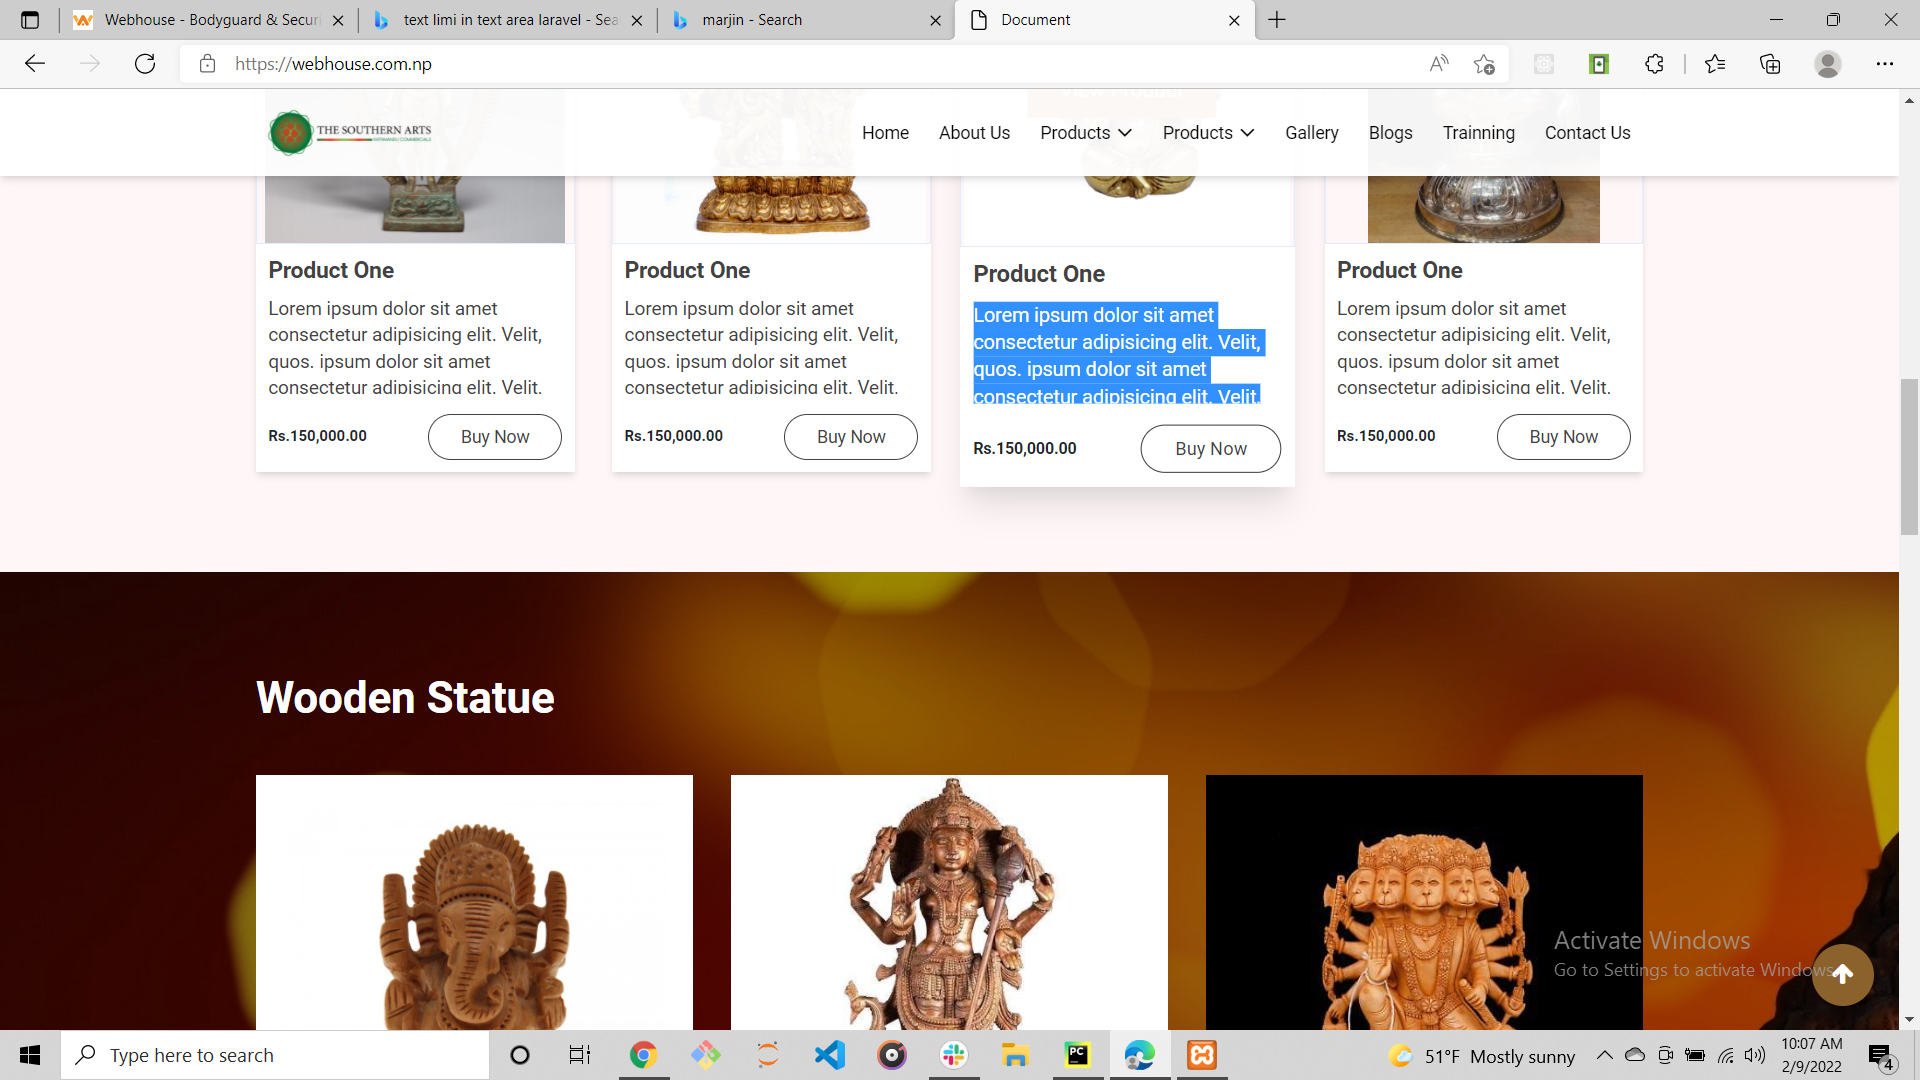 Webhouse - Bodyguard & Securi
text limi in text area laravel - Sea
marjin - Search
Document
https://webhouse.com.np
View Product
THE SOUTHERN ARTS
Home About Us Products Products Gallery Blogs Trainning Contact Us
Product One
Lorem ipsum dolor sit amet
consectetur adipisicing elit. Velit,
quos. ipsum dolor sit amet
consectetur adipisicing elit. Velit.
Rs.150,000.00 Buy Now
Product One
Lorem ipsum dolor sit amet
consectetur adipisicing elit. Velit,
quos. ipsum dolor sit amet
consectetur adipisicing elit. Velit.
Rs.150,000.00 Buy Now
Product One
Lorem ipsum dolor sit amet
consectetur adipisicing elit. Velit,
quos. ipsum dolor sit amet
consectetur adipisicing elit. Velit.
Rs.150,000.00 Buy Now
Product One
Lorem ipsum dolor sit amet
consectetur adipisicing elit. Velit,
quos. ipsum dolor sit amet
consectetur adipisicing elit. Velit.
Rs.150,000.00 Buy Now
Wooden Statue
Activate Windows
Go to Settings to activate Windows
Type here to search
PC
51°F Mostly sunny
10:07 AM
2/9/2022
4